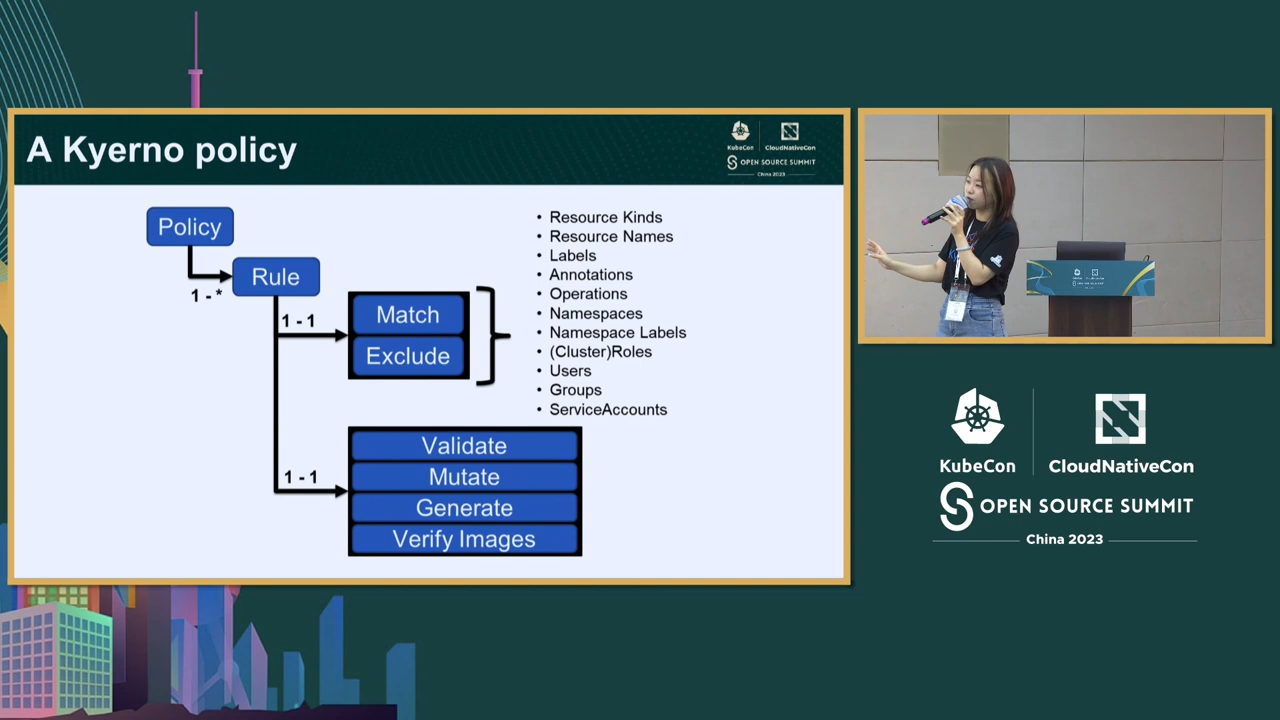 A Kyerno policy
KubeCon
CloudNativeCon
OPEN SOURCE SUMMIT
China 2023
Policy
1 - *
Rule
1 - 1
Match
Exclude
• Resource Kinds
• Resource Names
• Labels
• Annotations
• Operations
• Namespaces
• Namespace Labels
• (Cluster)Roles
• Users
• Groups
• ServiceAccounts
1 - 1
Validate
Mutate
Generate
Verify Images
KubeCon
CloudNativeCon
OPEN SOURCE SUMMIT
China 2023